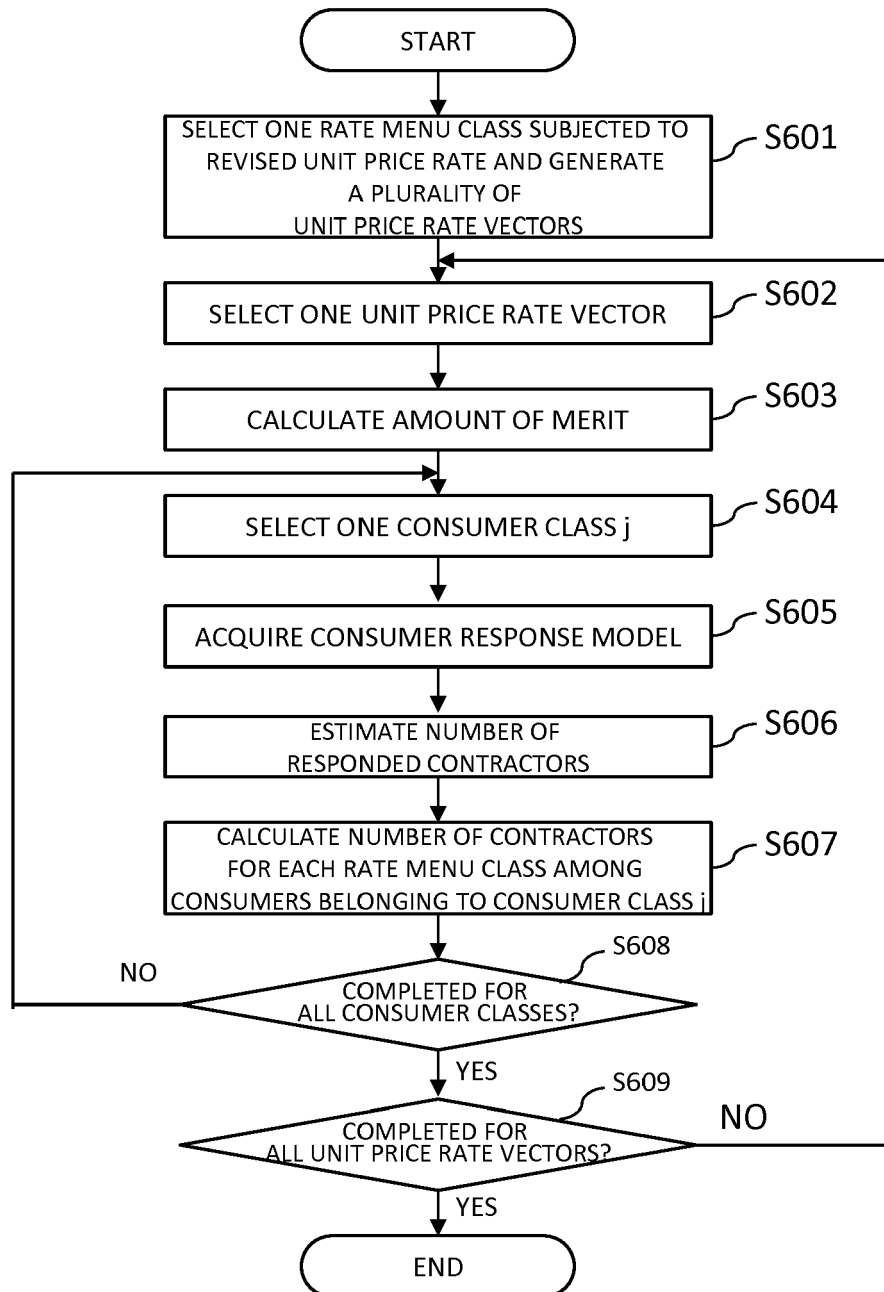 START
SELECT ONE RATE MENU CLASS SUBJECTED TO
REVISED UNIT PRICE RATE AND GENERATE
A PLURALITY OF
UNIT PRICE RATE VECTORS
S601
SELECT ONE UNIT PRICE RATE VECTOR
S602
CALCULATE AMOUNT OF MERIT
S603
SELECT ONE CONSUMER CLASS j
S604
ACQUIRE CONSUMER RESPONSE MODEL
S605
ESTIMATE NUMBER OF
RESPONDED CONTRACTORS
S606
CALCULATE NUMBER OF CONTRACTORS
FOR EACH RATE MENU CLASS AMONG
CONSUMERS BELONGING TO CONSUMER CLASS j
S607
S608
NO
COMPLETED FOR
ALL CONSUMER CLASSES?
YES
S609
NO
COMPLETED FOR
ALL UNIT PRICE RATE VECTORS?
YES
END